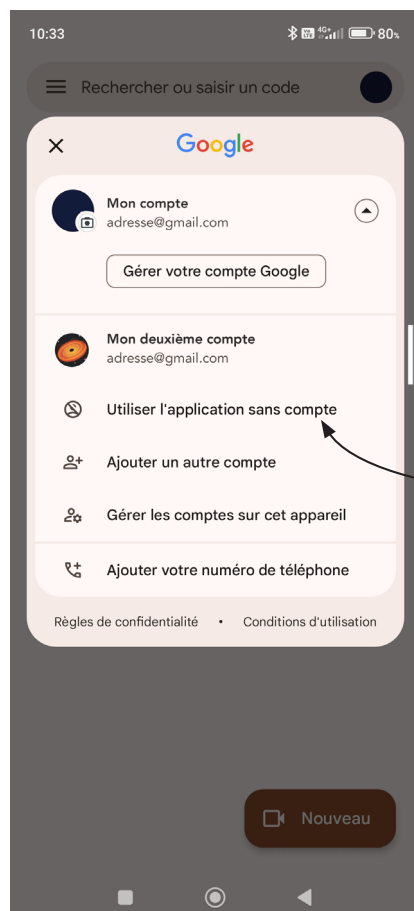 10:33
4G+ 80%
Rechercher ou saisir un code
Google
Mon compte
adresse@gmail.com
Gérer votre compte Google
Mon deuxième compte
adresse@gmail.com
Utiliser l'application sans compte
Ajouter un autre compte
Gérer les comptes sur cet appareil
Ajouter votre numéro de téléphone
Règles de confidentialité • Conditions d'utilisation
Nouveau